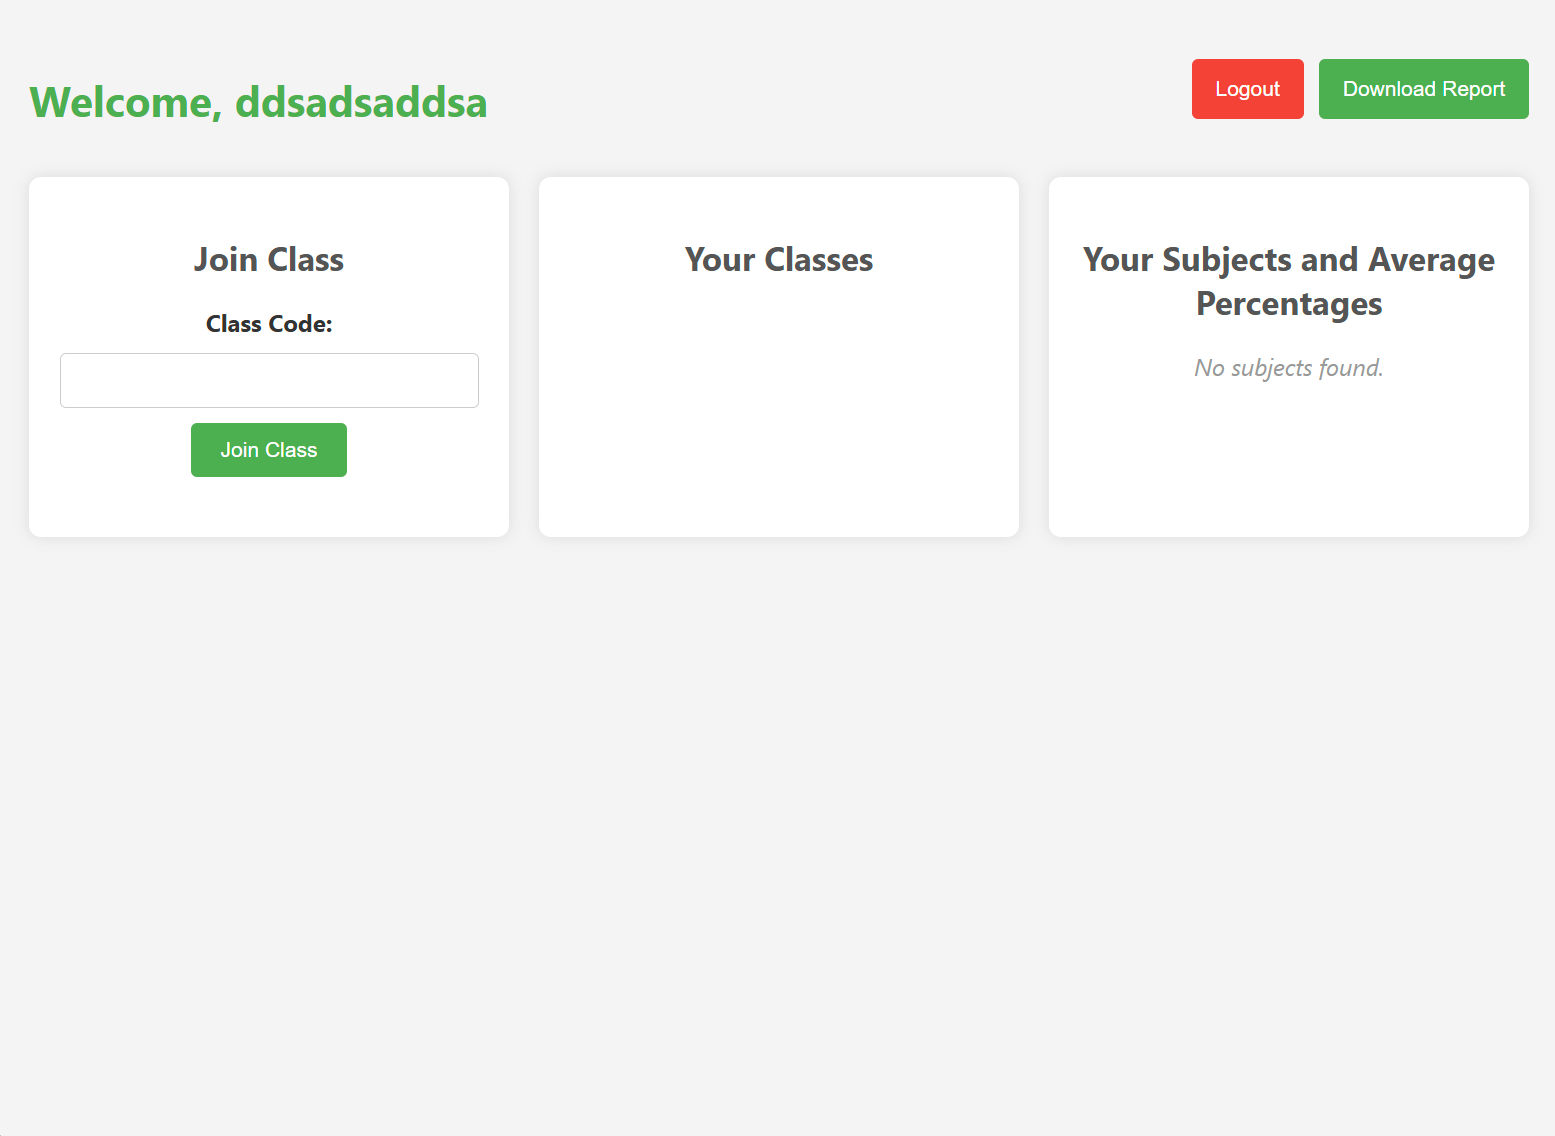 Welcome, ddsadsaddsa
Logout
Download Report
Join Class
Class Code:
Join Class
Your Classes
Your Subjects and Average
Percentages
No subjects found.